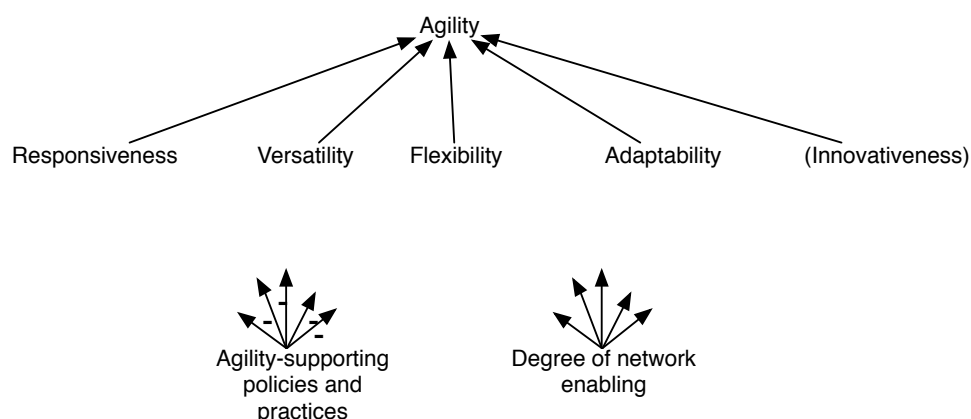 Agility
Responsiveness Versatility Flexibility Adaptability (Innovativeness)
- - - -
Agility-supporting
policies and
practices
Degree of network
enabling